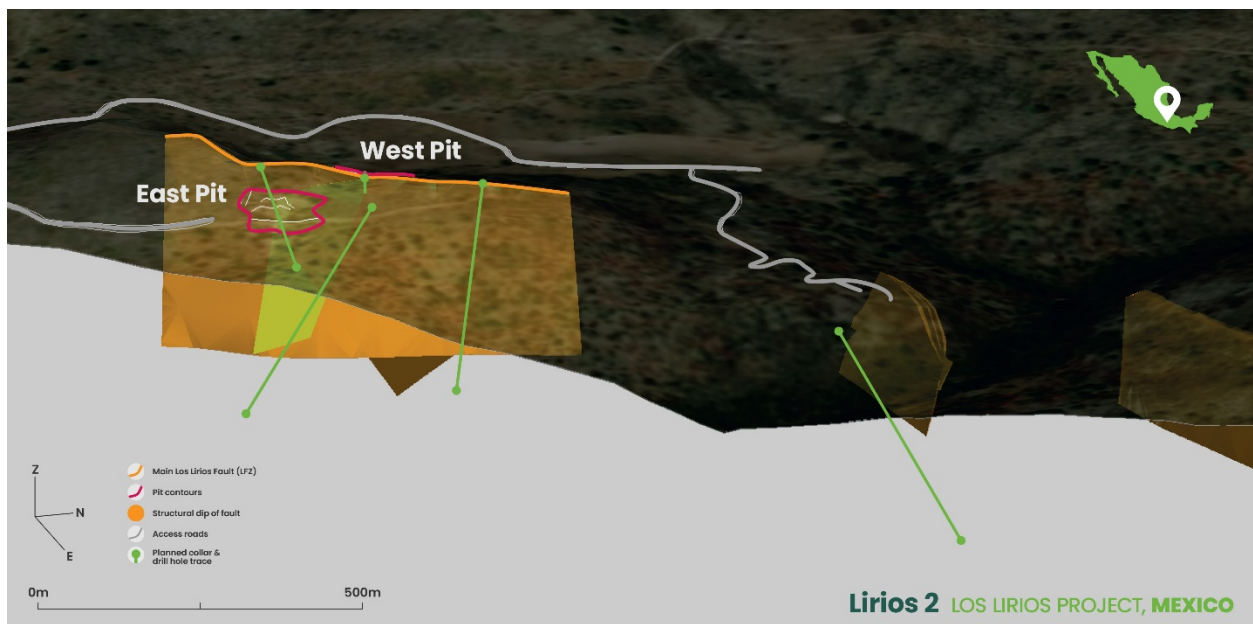 West Pit
East Pit
Z
N
E
Main Los Lirios Fault (LFZ)
Pit contours
Structural dip of fault
Access roads
Planned collar &
drill hole trace
0m
500m
Lirios 2 LOS LIRIOS PROJECT, MEXICO